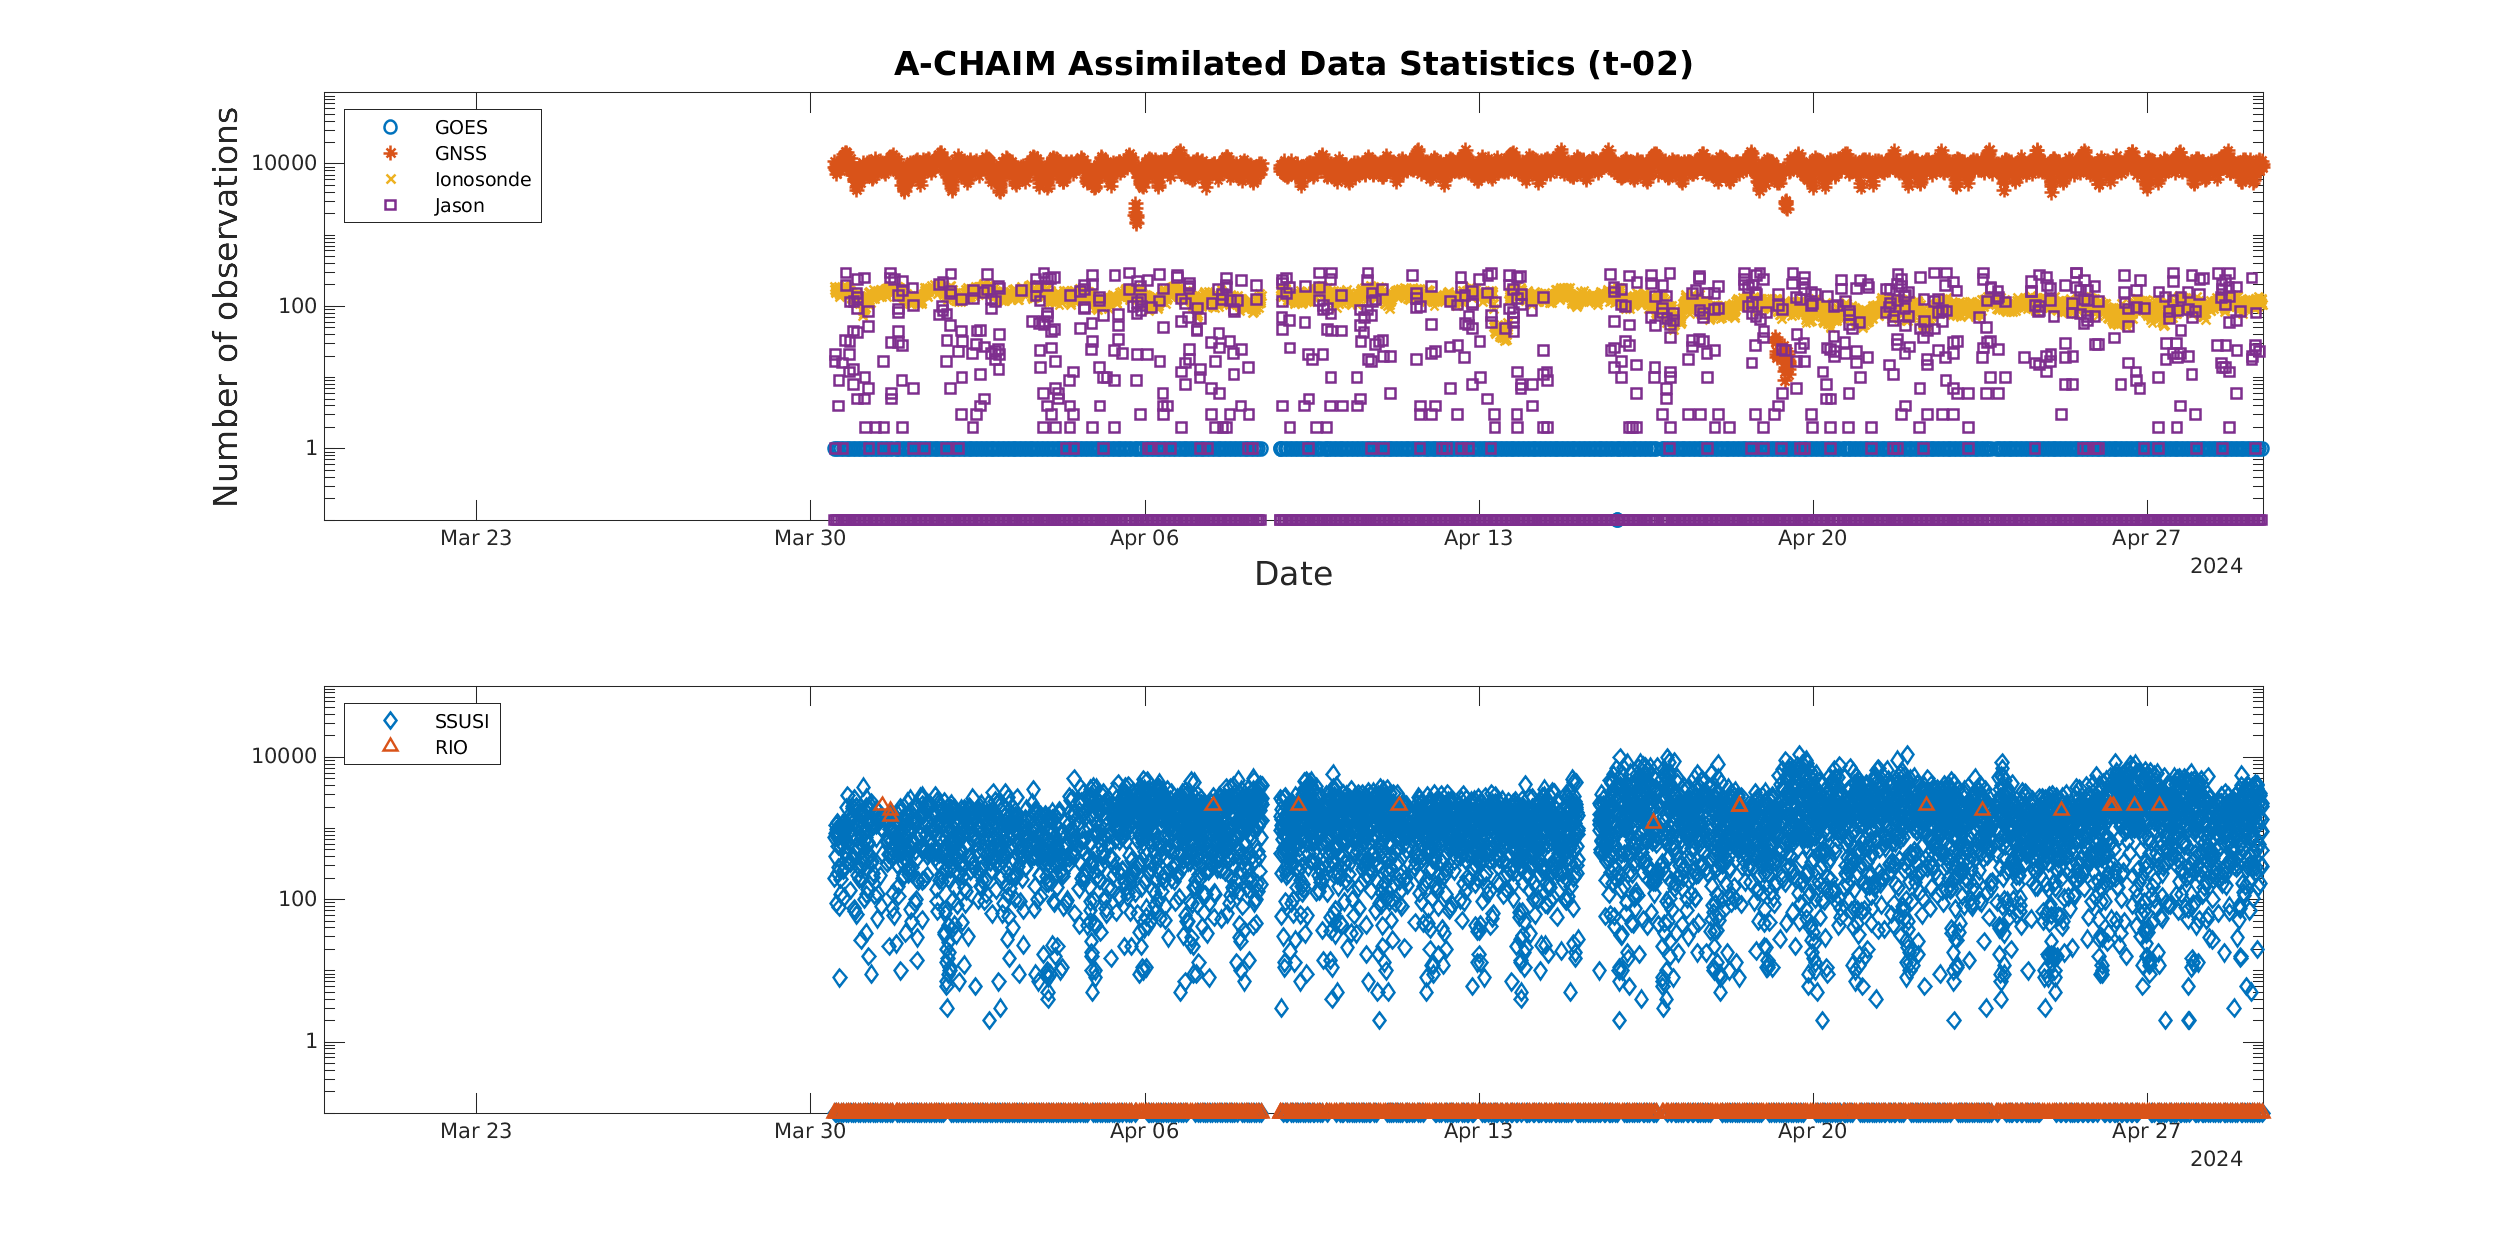 A-CHAIM Assimilated Data Statistics (t-02)
Number of observations
10000
100
1
GOES
GNSS
Ionosonde
Jason
Mar 23
Mar 30
Apr 06
Apr 13
Apr 20
Apr 27
2024
Date
10000
100
1
SSUSI
RIO
Mar 23
Mar 30
Apr 06
Apr 13
Apr 20
Apr 27
2024